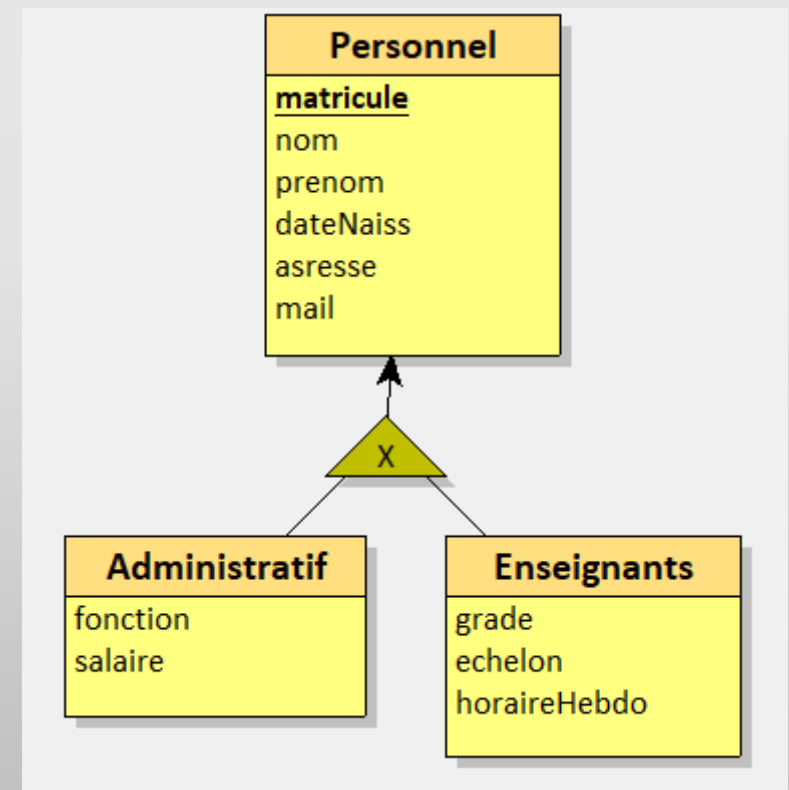 Personnel
matricule
nom
prenom
dateNaiss
asresse
mail
X
Administratif
fonction
salaire
Enseignants
grade
echelon
horaireHebdo